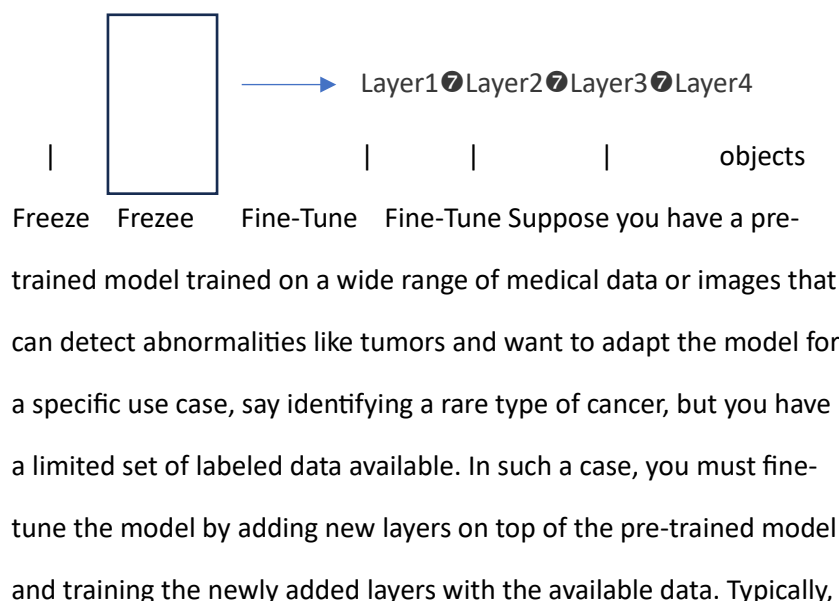 Layer1❼Layer2❼Layer3❼Layer4
| | | | objects
Freeze Frezee Fine-Tune Fine-Tune Suppose you have a pre-
trained model trained on a wide range of medical data or images that
can detect abnormalities like tumors and want to adapt the model for
a specific use case, say identifying a rare type of cancer, but you have
a limited set of labeled data available. In such a case, you must fine-
tune the model by adding new layers on top of the pre-trained model
and training the newly added layers with the available data. Typically,